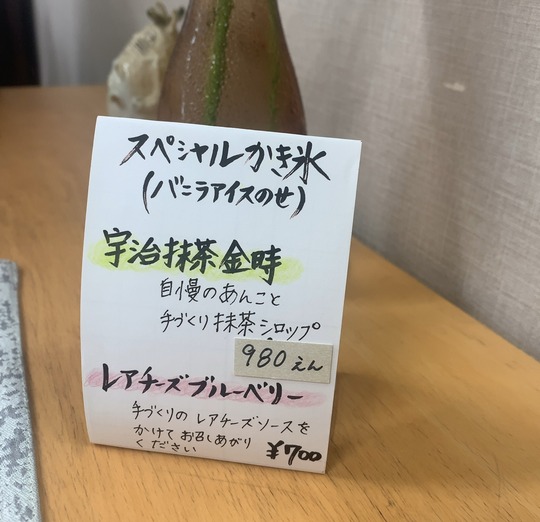 スペシャルかき氷
(バニラアイスのせ)
宇治抹茶金時
自慢のあんこと
手づくり抹茶シロップ
980えん
レアチーズブルーベリー
手づくりの レアチーズソースを
かけて お召しあがり
ください
¥700